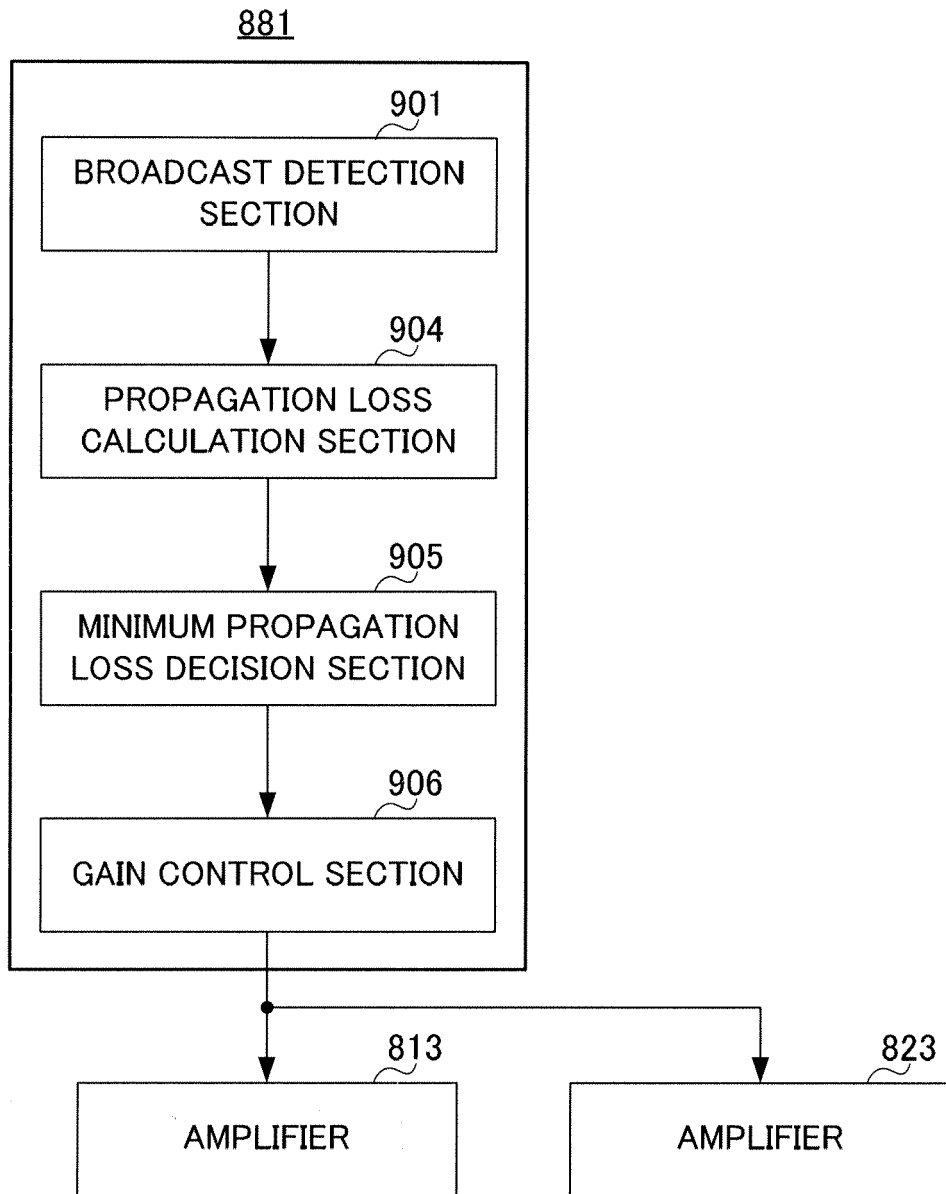 881
901
BROADCAST DETECTION
SECTION
904
PROPAGATION LOSS
CALCULATION SECTION
905
MINIMUM PROPAGATION
LOSS DECISION SECTION
906
GAIN CONTROL SECTION
813
AMPLIFIER
823
AMPLIFIER